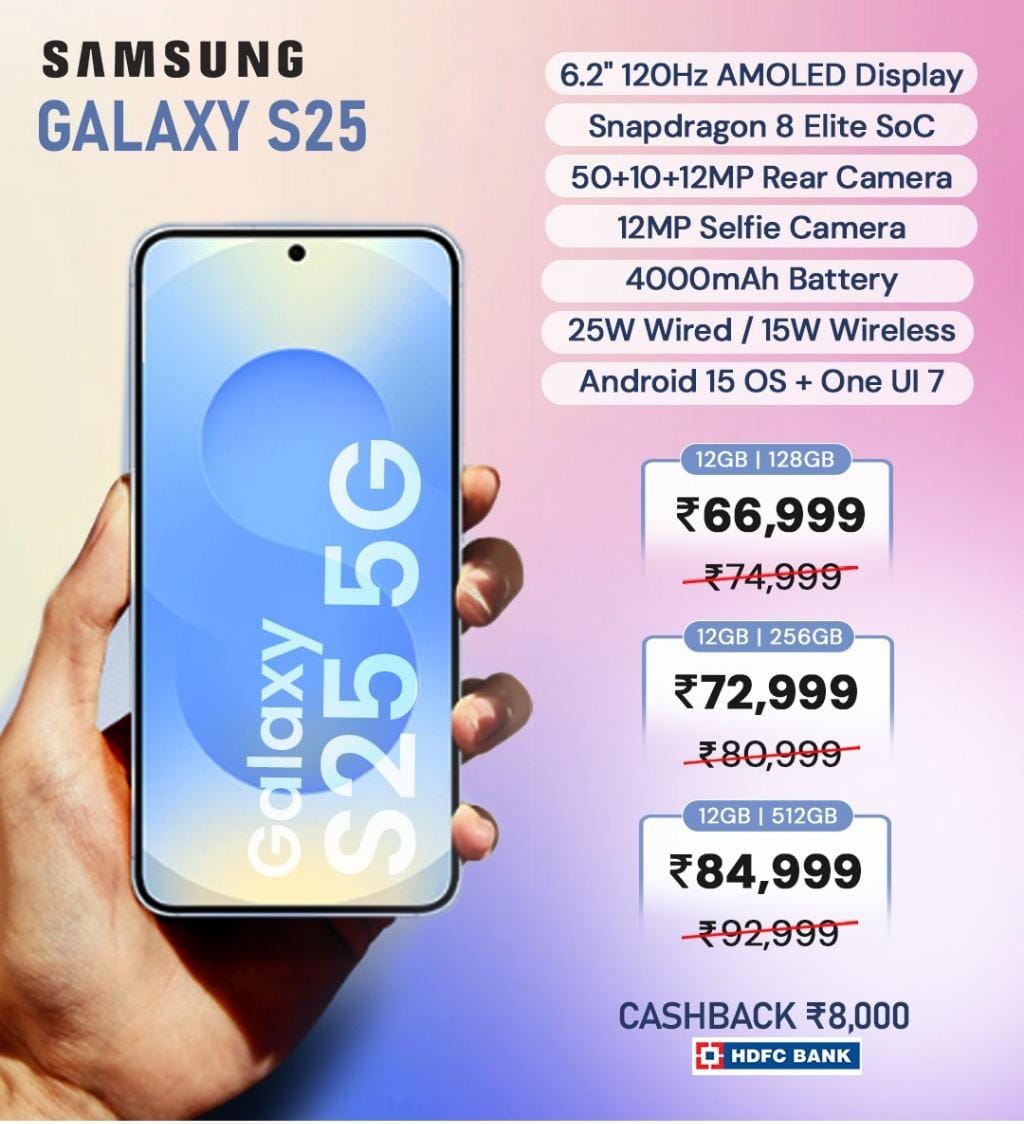 SAMSUNG
GALAXY S25
6.2" 120Hz AMOLED Display
Snapdragon 8 Elite SoC
50+10+12MP Rear Camera
12MP Selfie Camera
4000mAh Battery
25W Wired / 15W Wireless
Android 15 OS + One UI 7
Galaxy
S25 5G
12GB | 128GB
₹66,999
₹74,999
12GB | 256GB
₹72,999
₹80,999
12GB | 512GB
₹84,999
₹92,999
CASHBACK ₹8,000
HDFC BANK